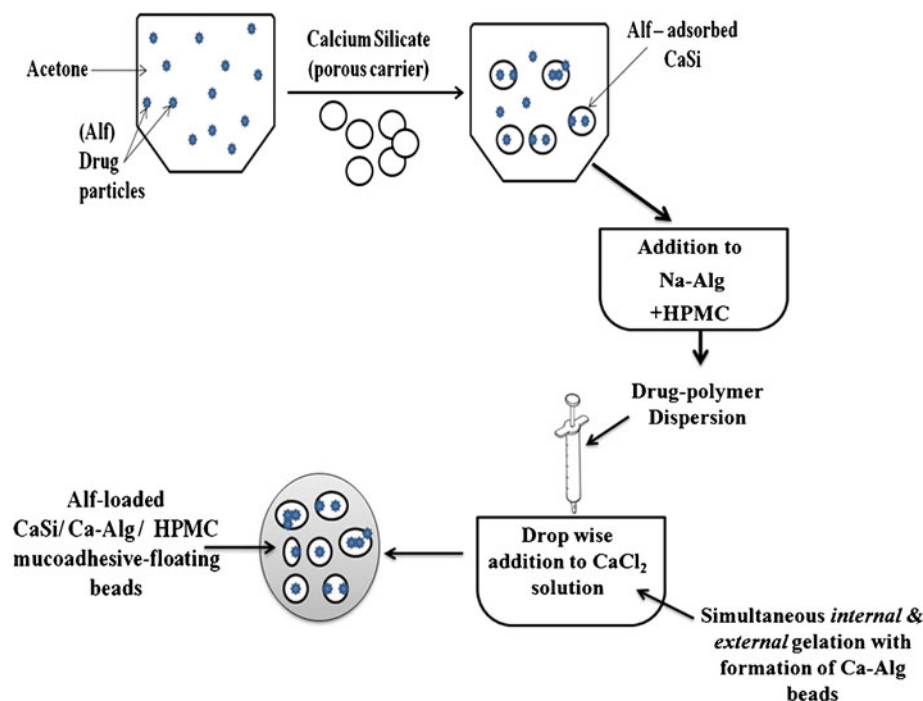 Acetone
(Alf)
Drug
particles
Calcium Silicate
(porous carrier)
Alf – adsorbed
CaSi
Addition to
Na-Alg
+HPMC
Drug-polymer
Dispersion
Drop wise
addition to CaCl₂
solution
Simultaneous internal &
external gelation with
formation of Ca-Alg
beads
Alf-loaded
CaSi/ Ca-Alg / HPMC
mucoadhesive-floating
beads